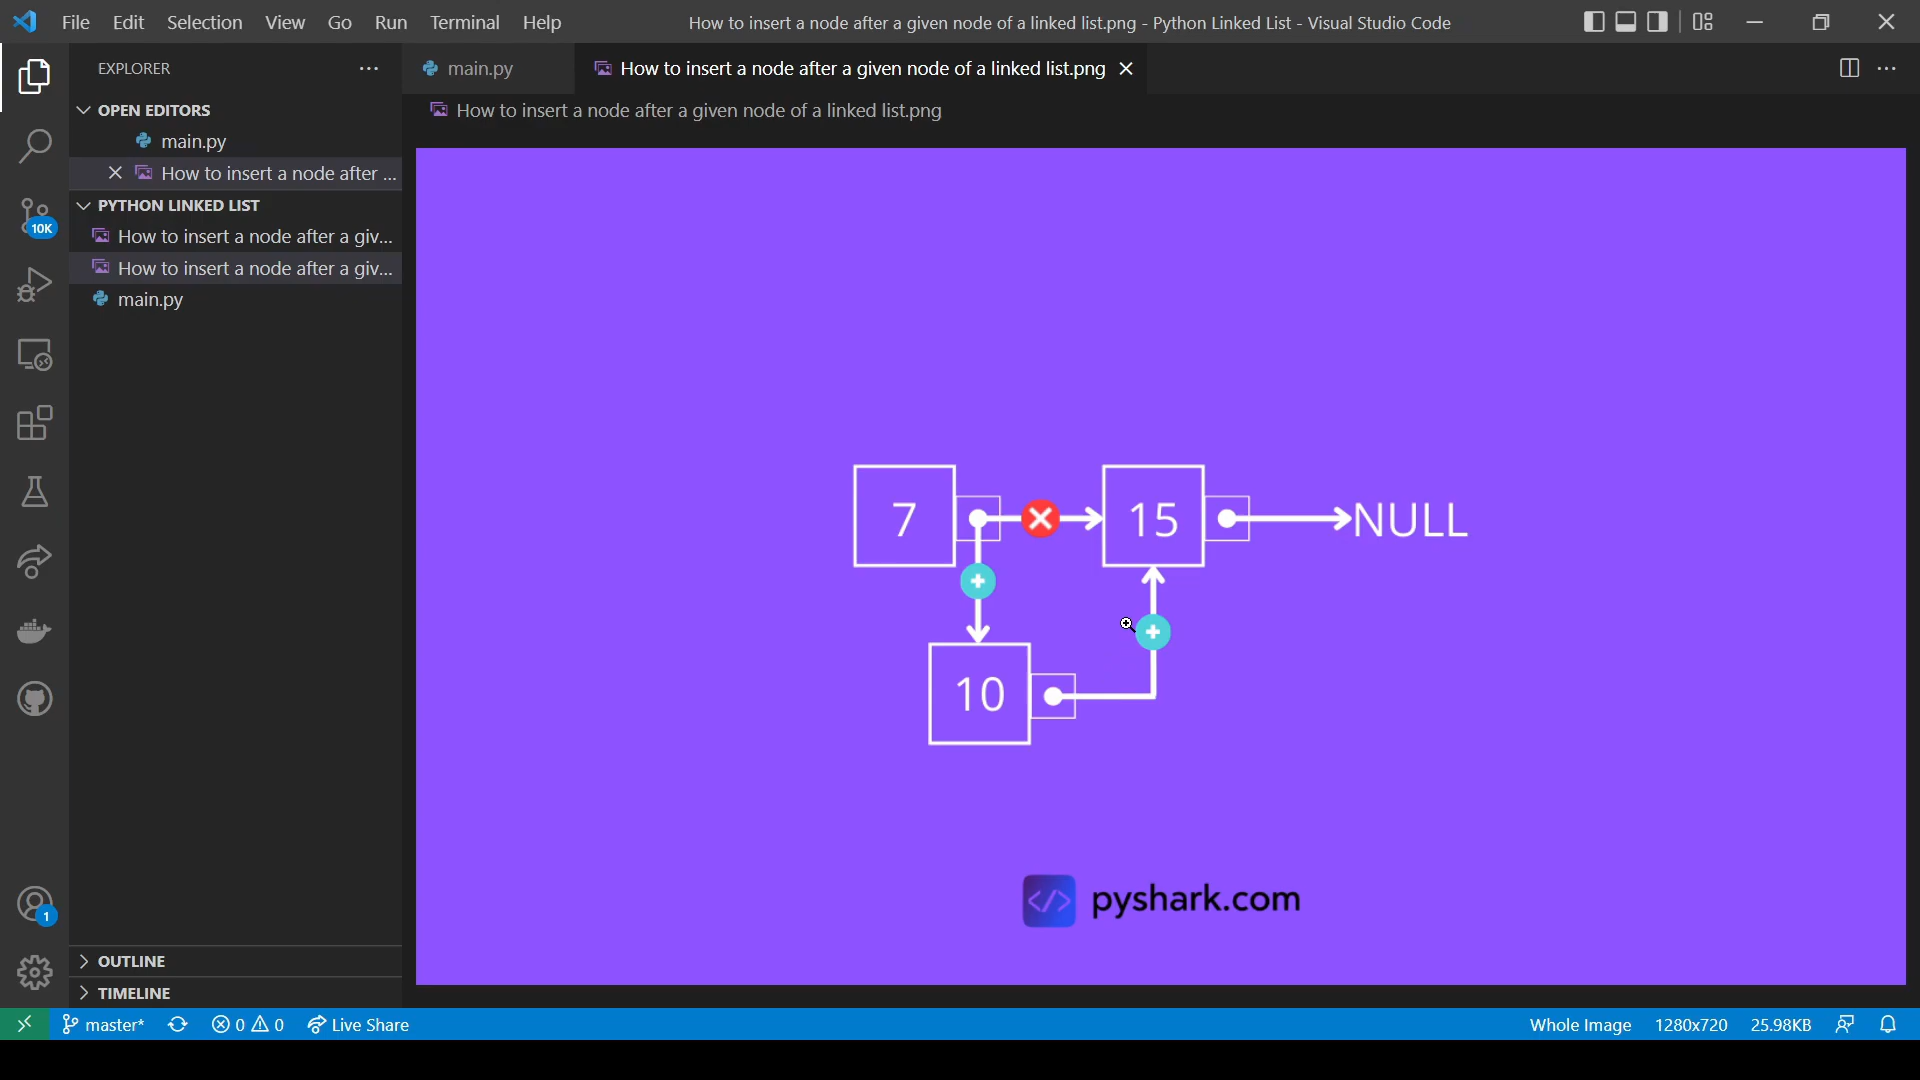 File Edit Selection View Go Run Terminal Help
How to insert a node after a given node of a linked list.png - Python Linked List - Visual Studio Code
EXPLORER
OPEN EDITORS
main.py
How to insert a node after ...
PYTHON LINKED LIST
How to insert a node after a giv...
How to insert a node after a giv...
main.py
10K
1
OUTLINE
TIMELINE
main.py
How to insert a node after a given node of a linked list.png
How to insert a node after a given node of a linked list.png
7 15 NULL
10
</> pyshark.com
master* 0 0 Live Share
Whole Image 1280x720 25.98KB